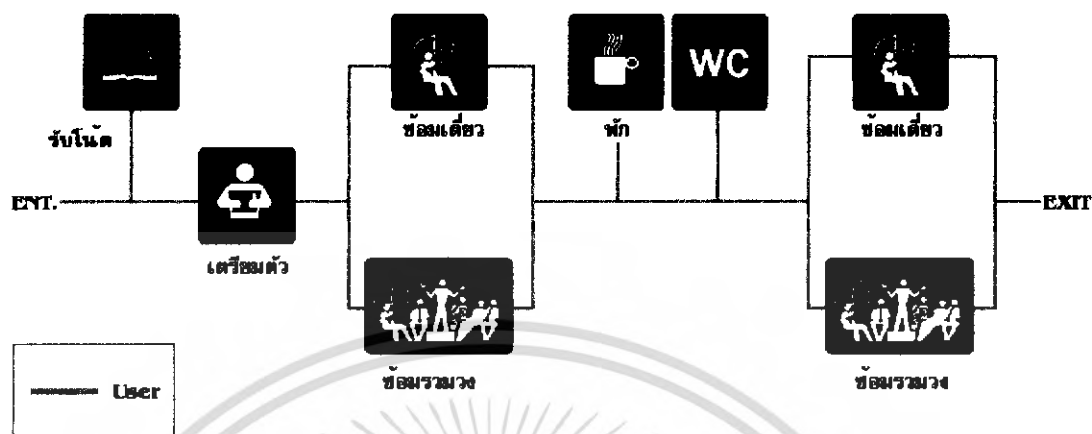 WC
รับโน้ต
ซ้อมเดี่ยว
พัก
ซ้อมเดี่ยว
ENT.
EXIT
เตรียมตัว
ซ้อมรวมวง
ซ้อมรวมวง
User